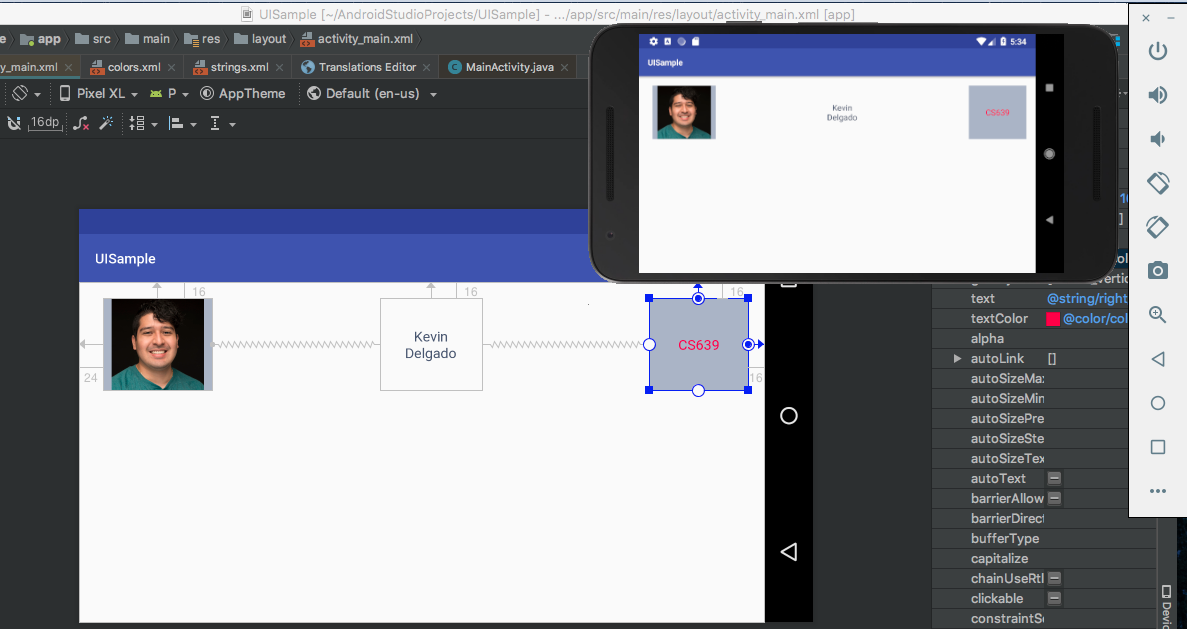 UISample [~/AndroidStudioProjects/UISample] - .../app/src/main/res/layout/activity_main.xml [app]
e app src main res layout activity_main.xml
y_main.xml colors.xml strings.xml Translations Editor MainActivity.java
Pixel XL P AppTheme Default (en-us)
16dp
5:34
UISample
Kevin
Delgado
CS639
UISample
16
16
16
Kevin
Delgado
CS639
24
16
text @string/right
textColor @color/col
alpha
autoLink []
autoSizeMa
autoSizeMin
autoSizePre
autoSizeSte
autoSizeTex
autoText
barrierAllow
barrierDirect
bufferType
capitalize
chainUseRtl
clickable
constraintSe
Devic